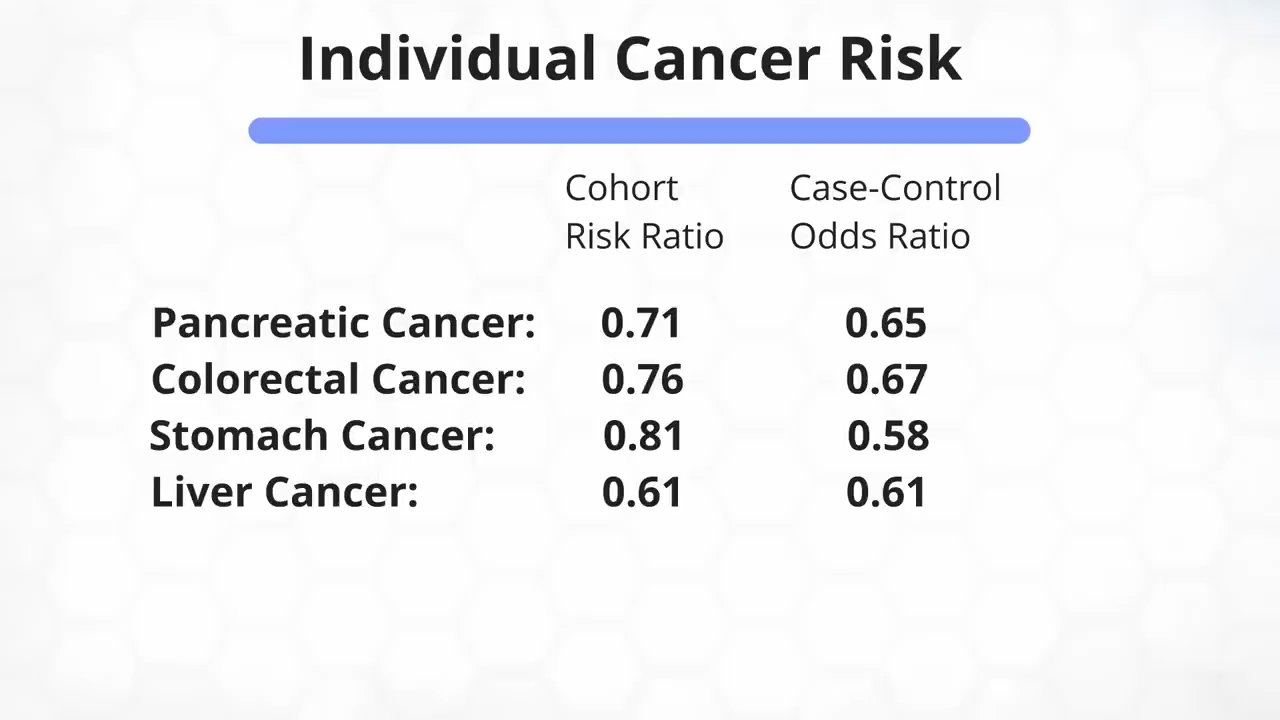 Individual Cancer Risk
Cohort Case-Control
Risk Ratio Odds Ratio
Pancreatic Cancer: 0.71 0.65
Colorectal Cancer: 0.76 0.67
Stomach Cancer: 0.81 0.58
Liver Cancer: 0.61 0.61